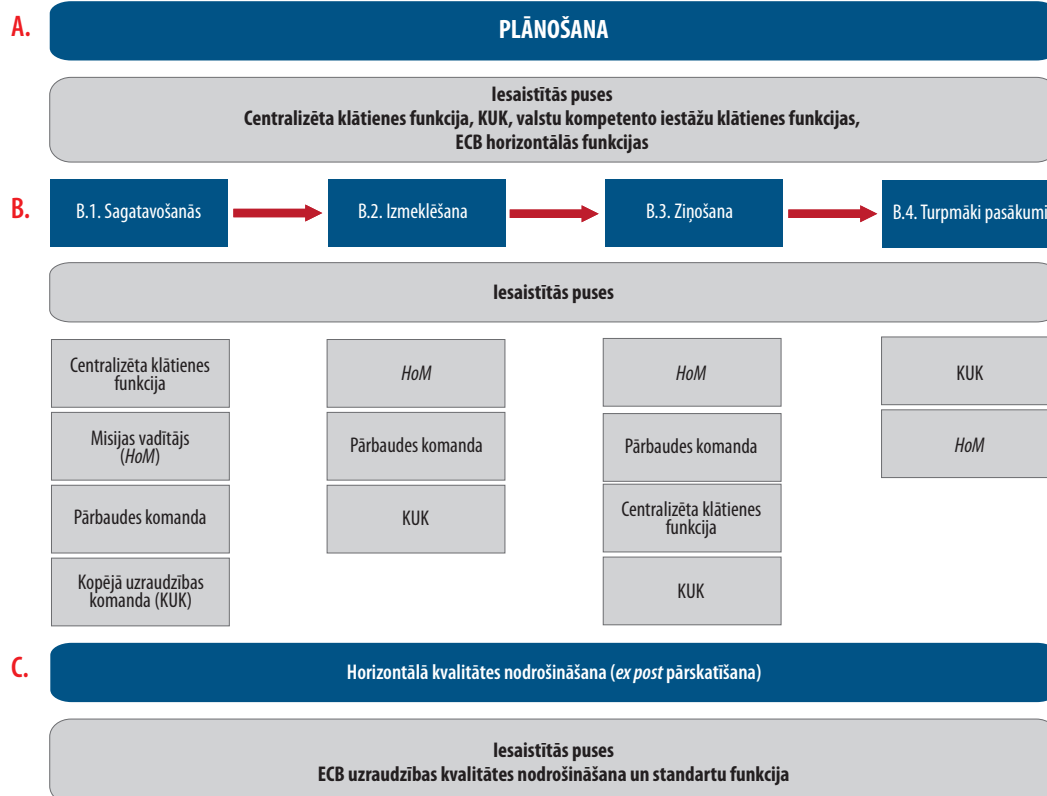 A.
PLĀNOŠANA
Iesaistītās puses
Centralizēta klātienes funkcija, KUK, valstu kompetento iestāžu klātienes funkcijas,
ECB horizontālās funkcijas
B.
B.1. Sagatavošanās
B.2. Izmeklēšana
B.3. Ziņošana
B.4. Turpmāki pasākumi
Iesaistītās puses
Centralizēta klātienes
funkcija
Misijas vadītājs
(HoM)
Pārbaudes komanda
Kopējā uzraudzības
komanda (KUK)
HoM
Pārbaudes komanda
KUK
HoM
Pārbaudes komanda
Centralizēta klātienes
funkcija
KUK
KUK
HoM
C.
Horizontālā kvalitātes nodrošināšana (ex post pārskatīšana)
Iesaistītās puses
ECB uzraudzības kvalitātes nodrošināšana un standartu funkcija